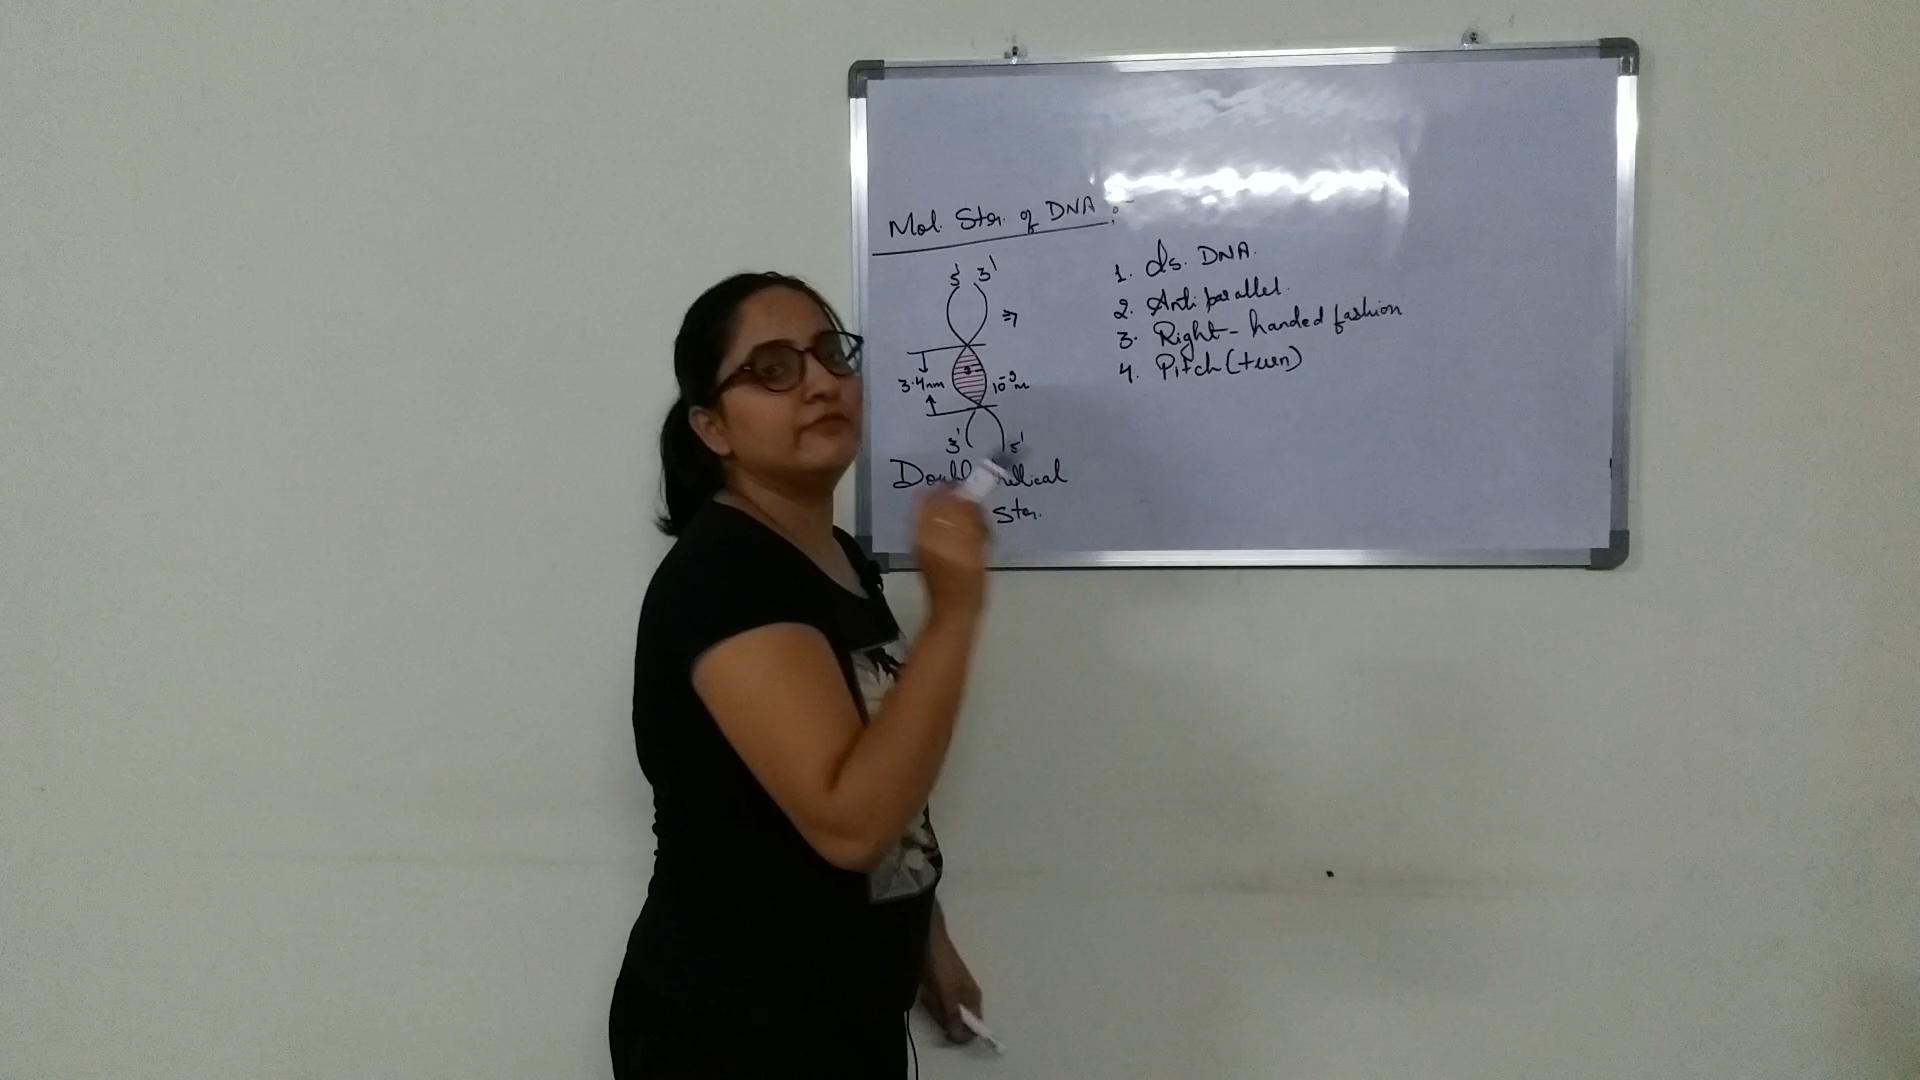 Mol. Str. of DNA :-
5' 3'
3.4nm 10⁻⁹m
3' 5'
Str.
1. ds. DNA.
2. Anti parallel.
3. Right-handed fashion
4. Pitch (turn)